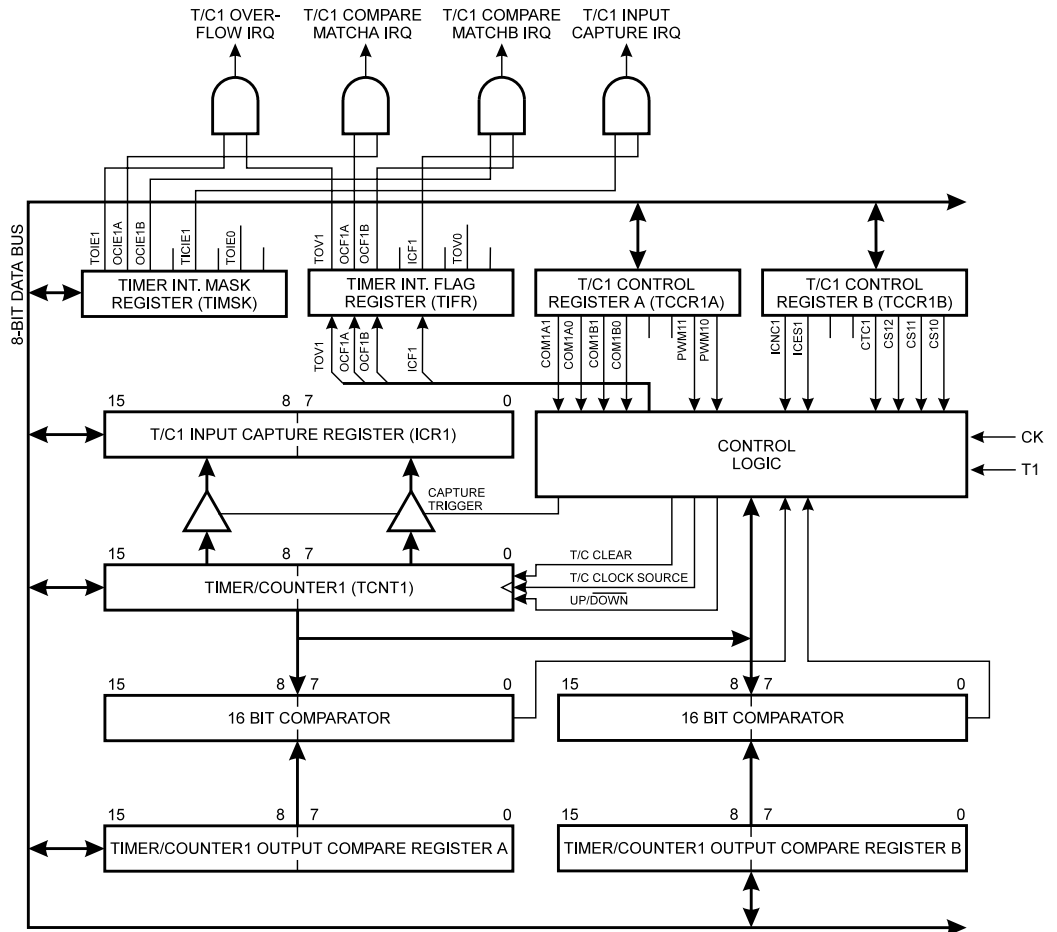 T/C1 OVER-
FLOW IRQ
T/C1 COMPARE
MATCHA IRQ
T/C1 COMPARE
MATCHB IRQ
T/C1 INPUT
CAPTURE IRQ
8-BIT DATA BUS
TOIE1
OCIE1A
OCIE1B
TICIE1
TOIE0
TOV1
OCF1A
OCF1B
ICF1
TOV0
TIMER INT. MASK
REGISTER (TIMSK)
TIMER INT. FLAG
REGISTER (TIFR)
T/C1 CONTROL
REGISTER A (TCCR1A)
T/C1 CONTROL
REGISTER B (TCCR1B)
TOV1
OCF1A
OCF1B
ICF1
COM1A1
COM1A0
COM1B1
COM1B0
PWM11
PWM10
ICNC1
ICES1
CTC1
CS12
CS11
CS10
15 8 7 0
T/C1 INPUT CAPTURE REGISTER (ICR1)
CONTROL
LOGIC
CK
T1
CAPTURE
TRIGGER
15 8 7 0
TIMER/COUNTER1 (TCNT1)
T/C CLEAR
T/C CLOCK SOURCE
UP/DOWN
15 8 7 0
16 BIT COMPARATOR
15 8 7 0
16 BIT COMPARATOR
15 8 7 0
TIMER/COUNTER1 OUTPUT COMPARE REGISTER A
15 8 7 0
TIMER/COUNTER1 OUTPUT COMPARE REGISTER B